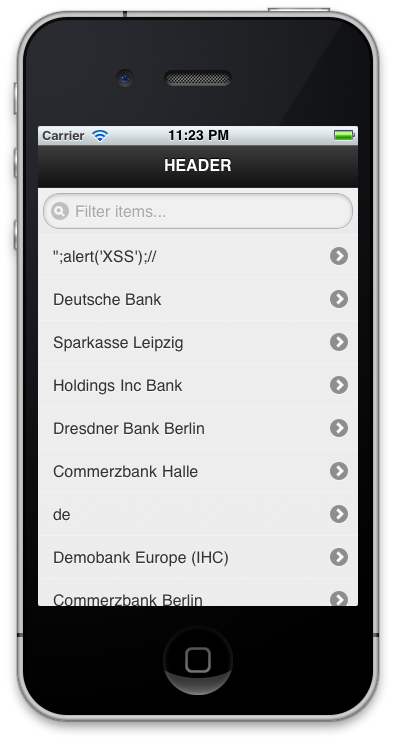 Carrier 11:23 PM
HEADER
Filter items...
";alert('XSS');//
Deutsche Bank
Sparkasse Leipzig
Holdings Inc Bank
Dresdner Bank Berlin
Commerzbank Halle
de
Demobank Europe (IHC)
Commerzbank Berlin